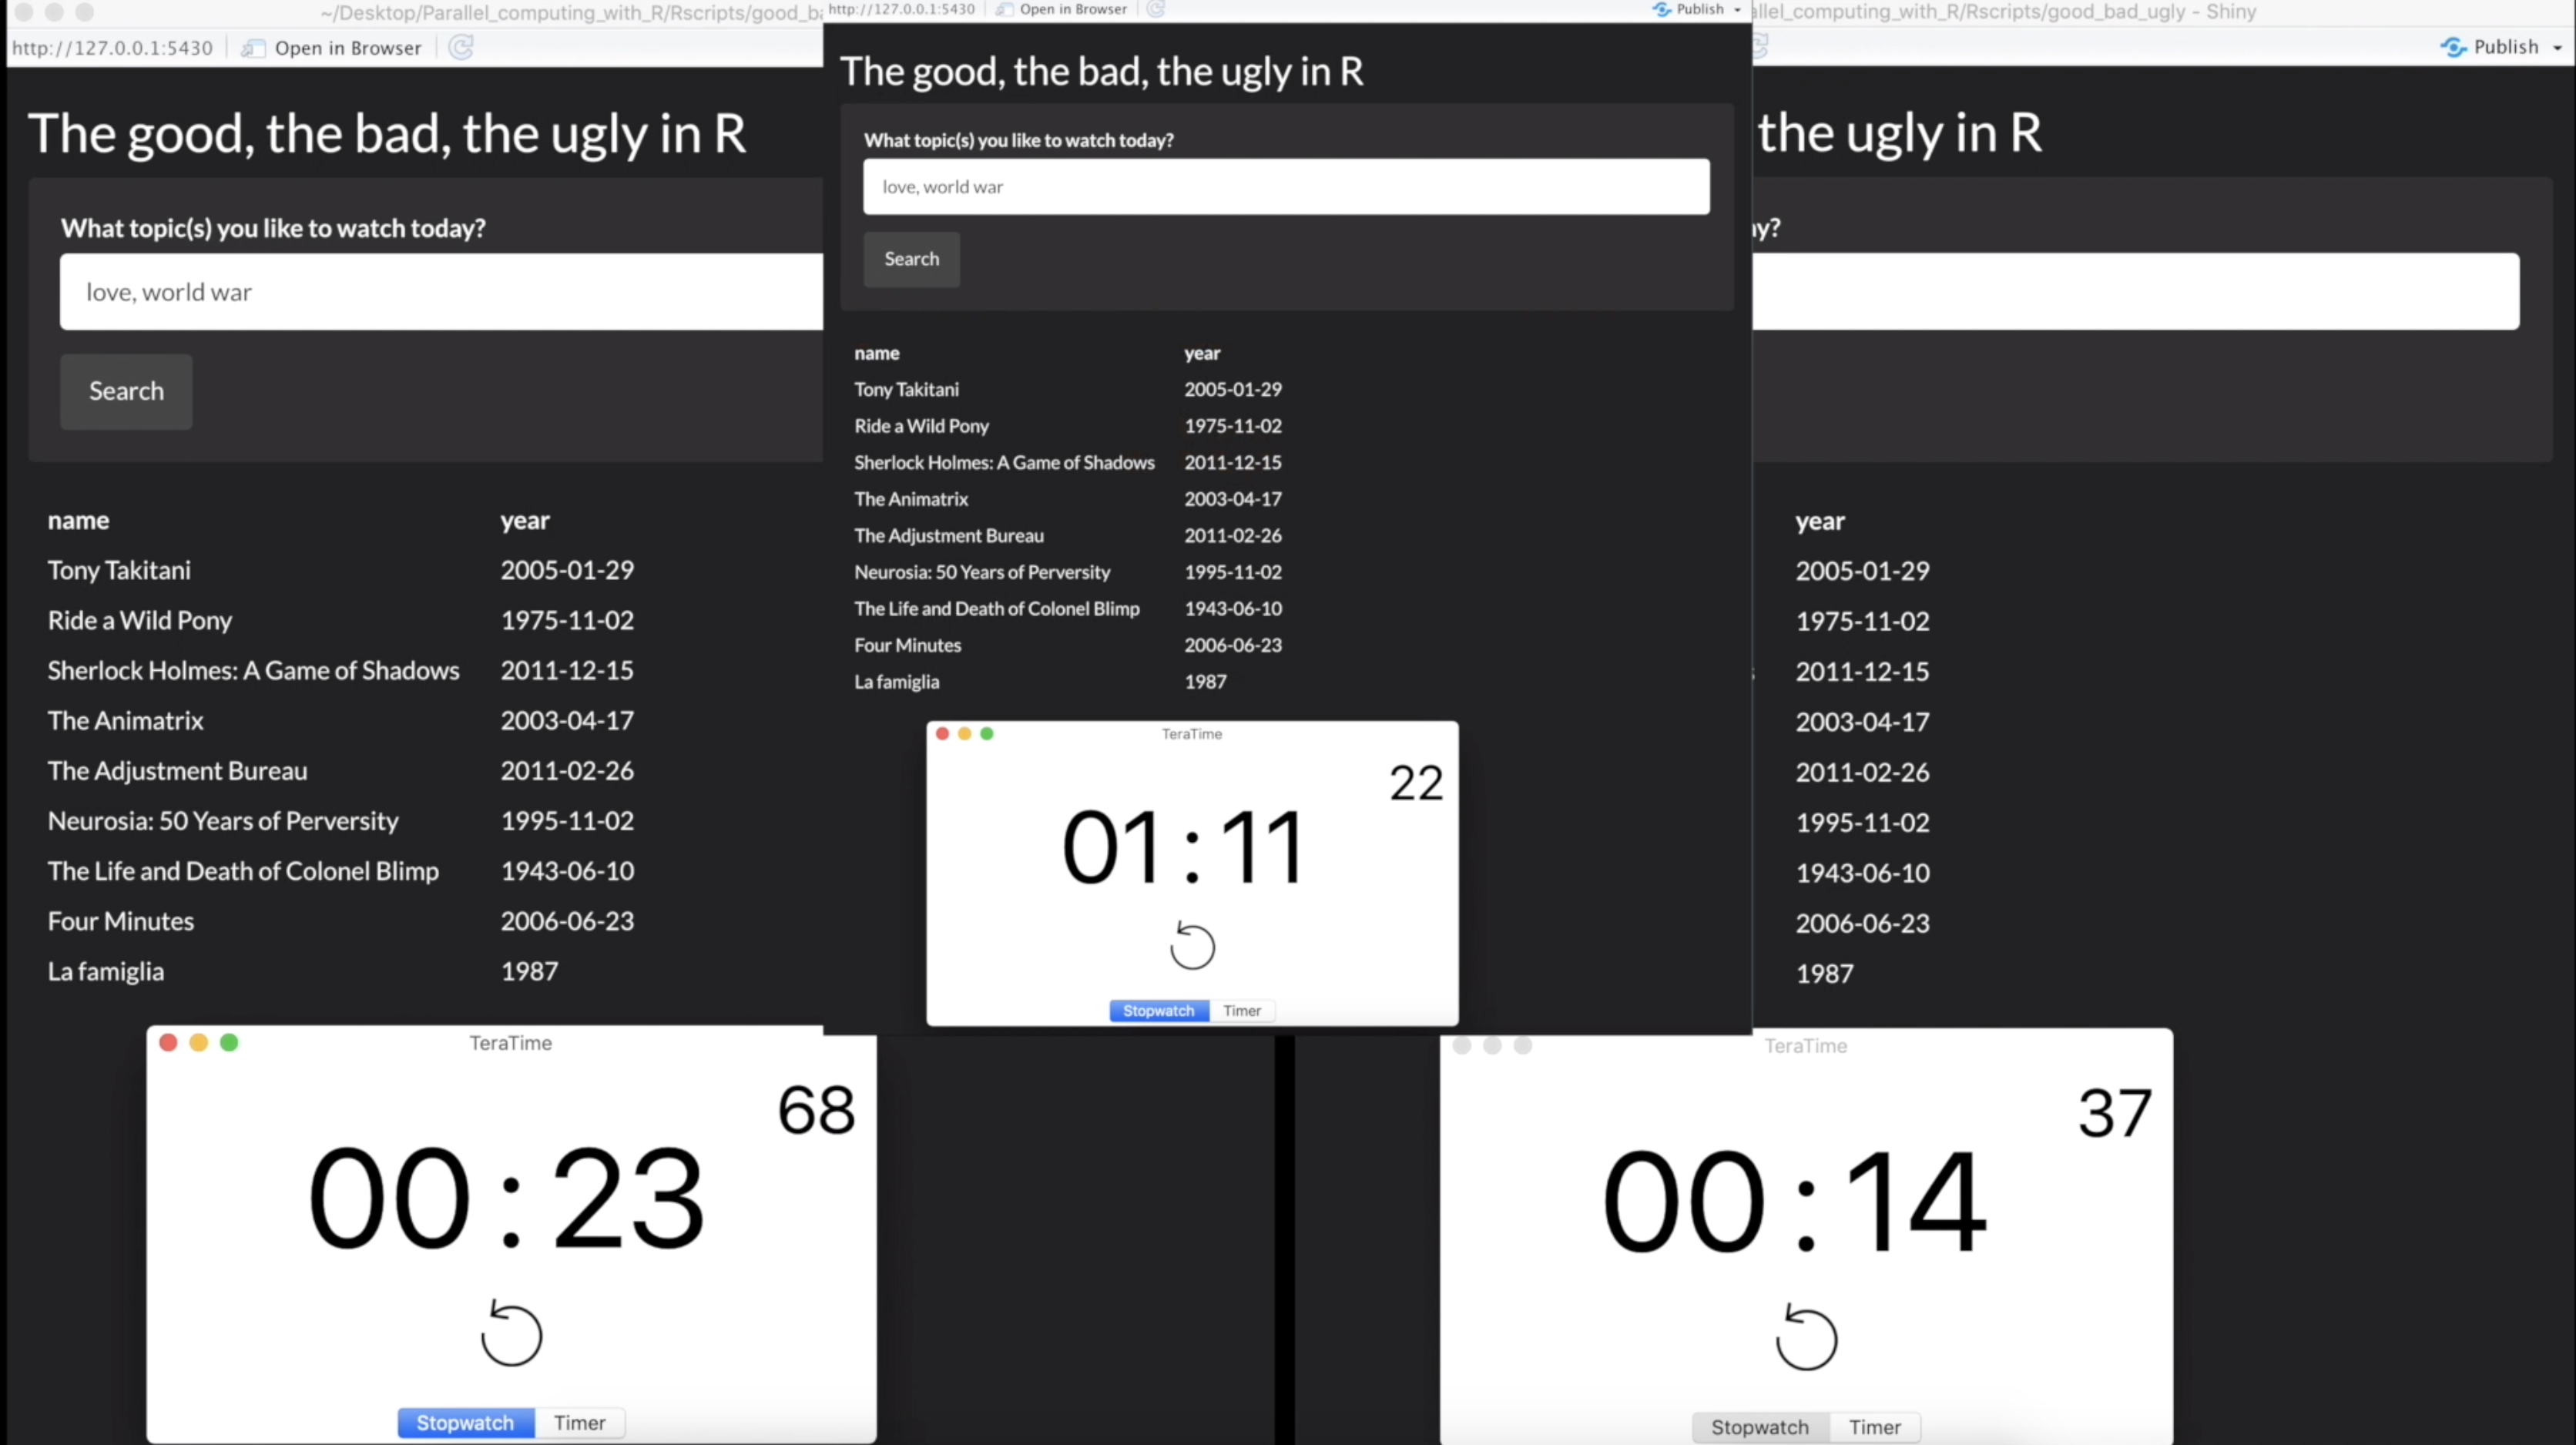 ~/Desktop/Parallel_computing_with_R/Rscripts/good_ba
http://127.0.0.1:5430 Open in Browser
The good, the bad, the ugly in R
What topic(s) you like to watch today?
love, world war
Search
name year
Tony Takitani 2005-01-29
Ride a Wild Pony 1975-11-02
Sherlock Holmes: A Game of Shadows 2011-12-15
The Animatrix 2003-04-17
The Adjustment Bureau 2011-02-26
Neurosia: 50 Years of Perversity 1995-11-02
The Life and Death of Colonel Blimp 1943-06-10
Four Minutes 2006-06-23
La famiglia 1987
TeraTime
68
00:23
Stopwatch Timer
http://127.0.0.1:5430 Open in Browser Publish
The good, the bad, the ugly in R
What topic(s) you like to watch today?
love, world war
Search
name year
Tony Takitani 2005-01-29
Ride a Wild Pony 1975-11-02
Sherlock Holmes: A Game of Shadows 2011-12-15
The Animatrix 2003-04-17
The Adjustment Bureau 2011-02-26
Neurosia: 50 Years of Perversity 1995-11-02
The Life and Death of Colonel Blimp 1943-06-10
Four Minutes 2006-06-23
La famiglia 1987
TeraTime
22
01:11
Stopwatch Timer
allel_computing_with_R/Rscripts/good_bad_ugly - Shiny
Publish
the ugly in R
ay?
year
2005-01-29
1975-11-02
2011-12-15
2003-04-17
2011-02-26
1995-11-02
1943-06-10
2006-06-23
1987
TeraTime
37
00:14
Stopwatch Timer